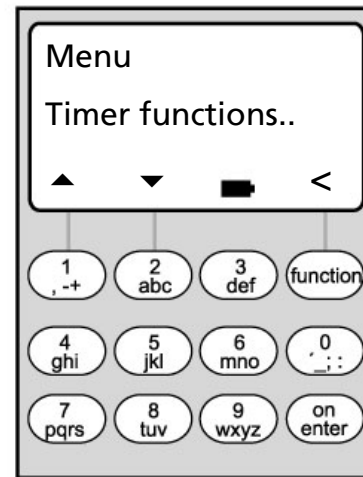 Menu
Timer functions..
<
1 2 3 function
, -+ abc def
4 5 6 0
ghi jkl mno ´_; :
7 8 9 on
pqrs tuv wxyz enter